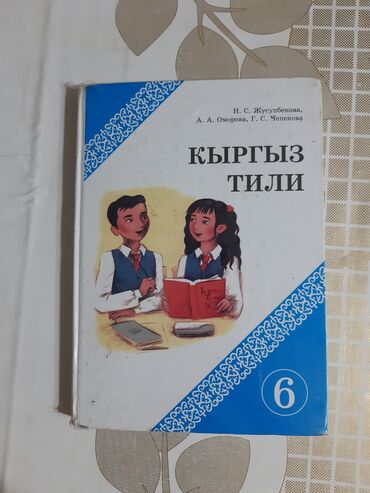 Н. С. Жусупбекова,
А. А. Оморова, Г. С. Чепекова
КЫРГЫЗ
ТИЛИ
6